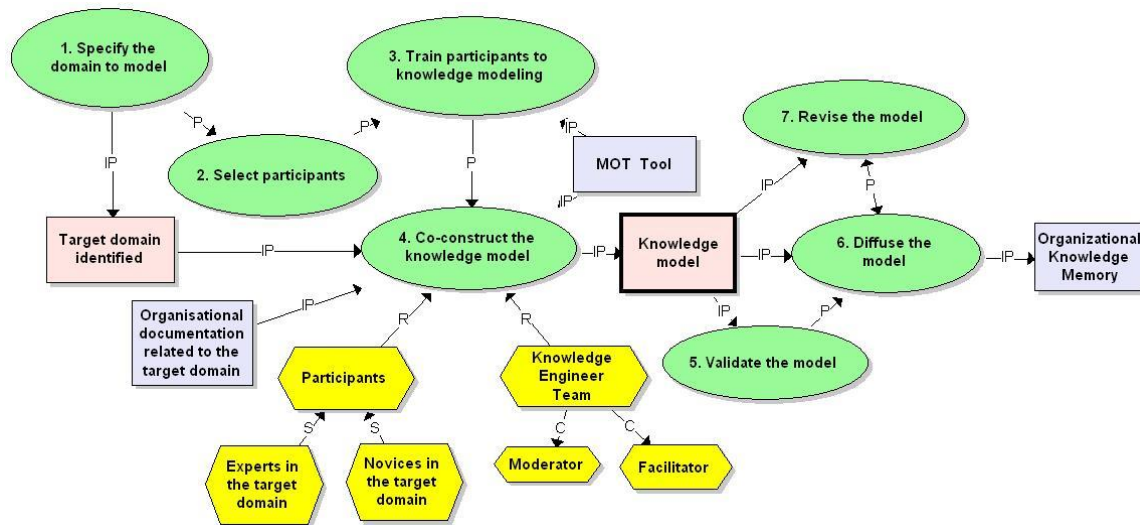 1. Specify the
domain to model
3. Train participants to
knowledge modeling
7. Revise the model
P
P
IP
MOT  Tool
IP
2. Select participants
P
IP
P
IP
Target domain
identified
IP
4. Co-construct the
knowledge model
IP
Knowledge
model
IP
6. Diffuse the
model
IP
Organizational
Knowledge
Memory
IP
IP
P
Organisational
documentation
related to the
target domain
R
R
5. Validate the model
Participants
Knowledge
Engineer
Team
S
S
C
C
Experts in
the target
domain
Novices in
the target
domain
Moderator
Facilitator